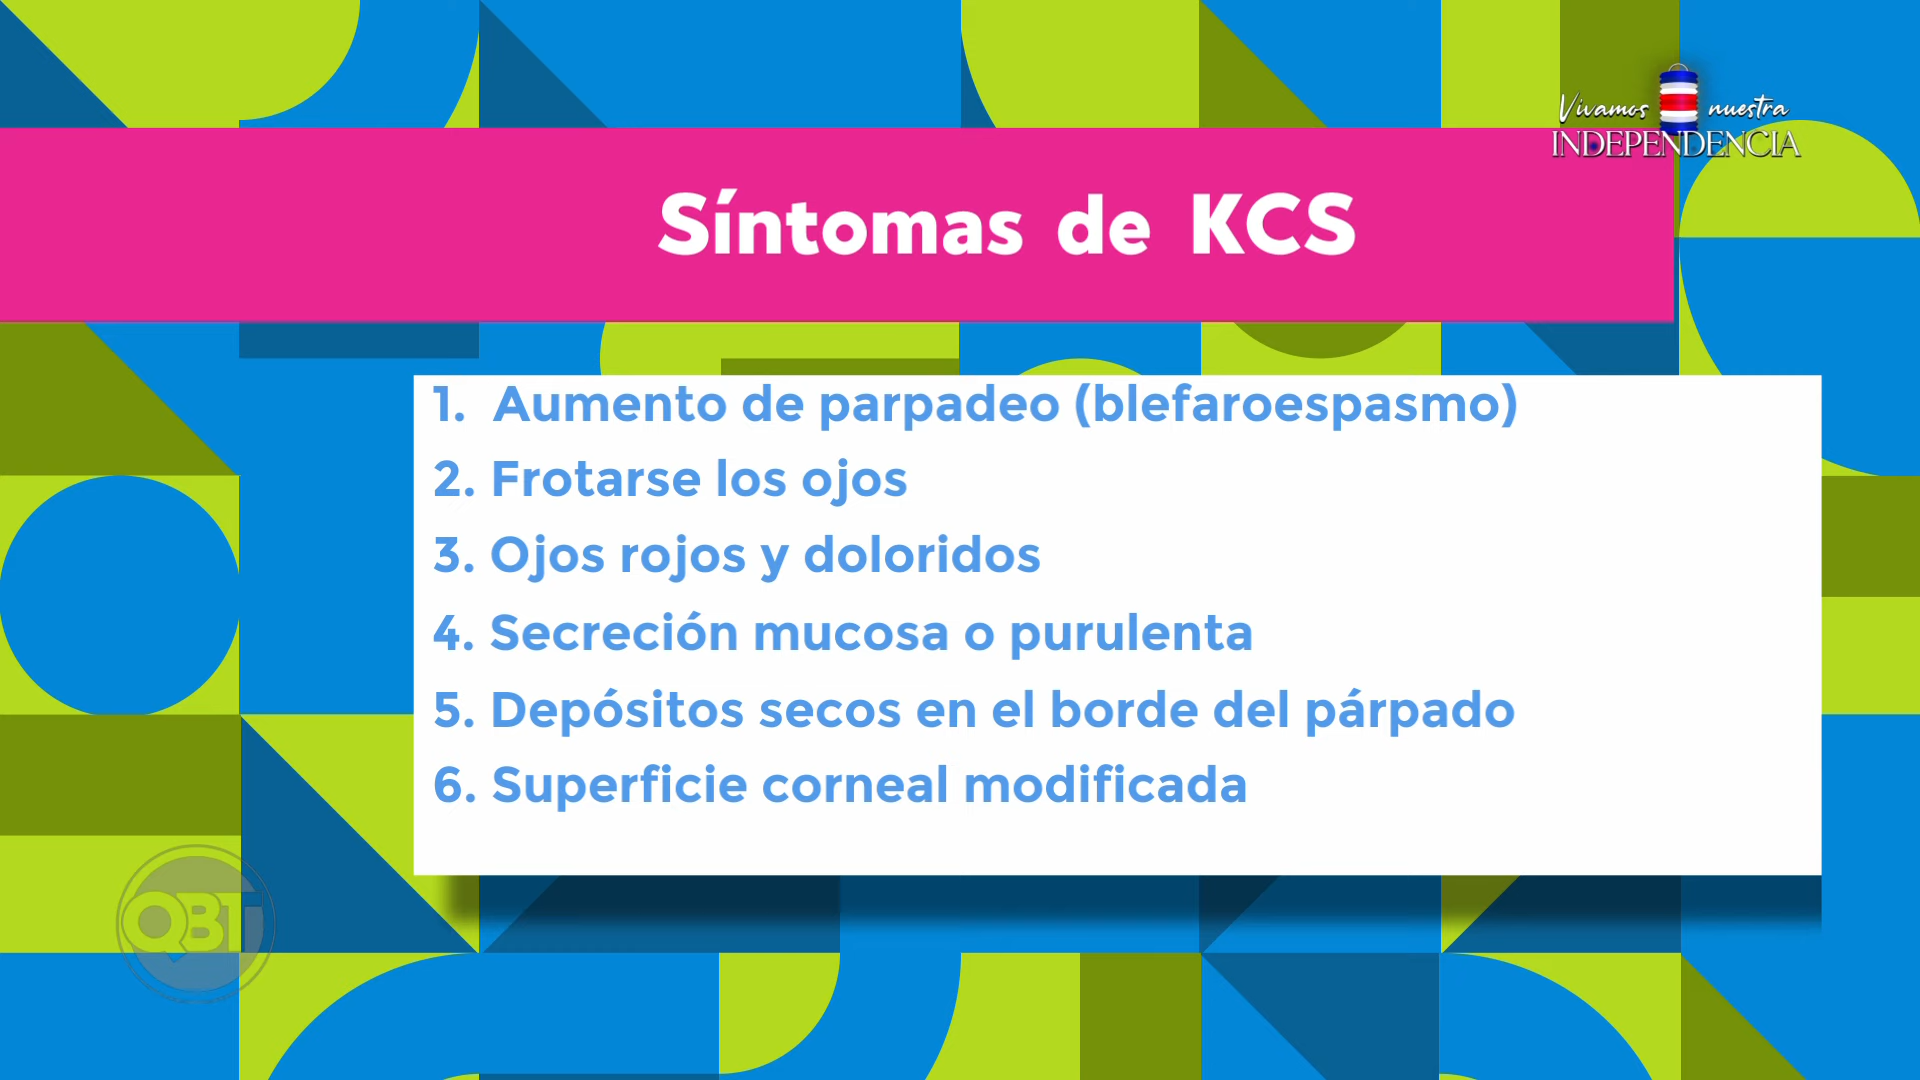 Vivamos nuestra
INDEPENDENCIA
Síntomas de KCS
1. Aumento de parpadeo (blefaroespasmo)
2. Frotarse los ojos
3. Ojos rojos y doloridos
4. Secreción mucosa o purulenta
5. Depósitos secos en el borde del párpado
6. Superficie corneal modificada
QBT